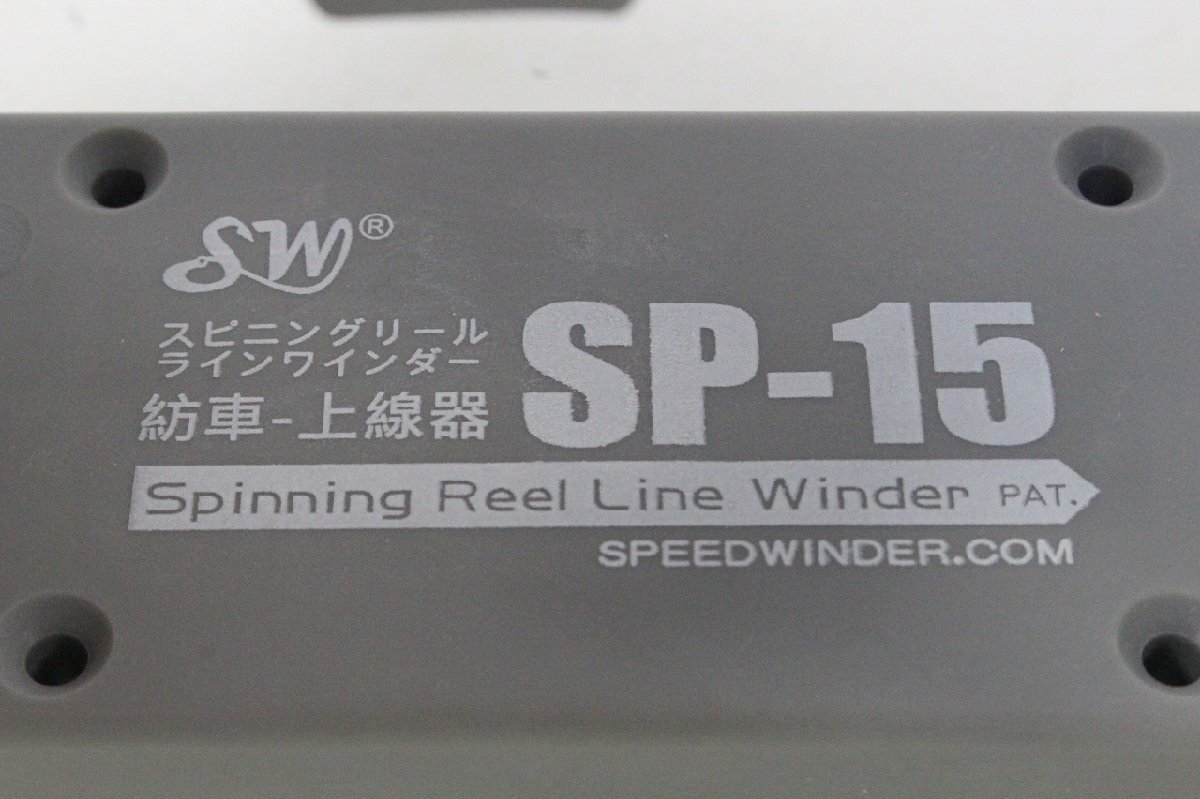 SW®
スピニングリール
ラインワインダー
紡車-上線器
SP-15
Spinning Reel Line Winder PAT.
SPEEDWINDER.COM